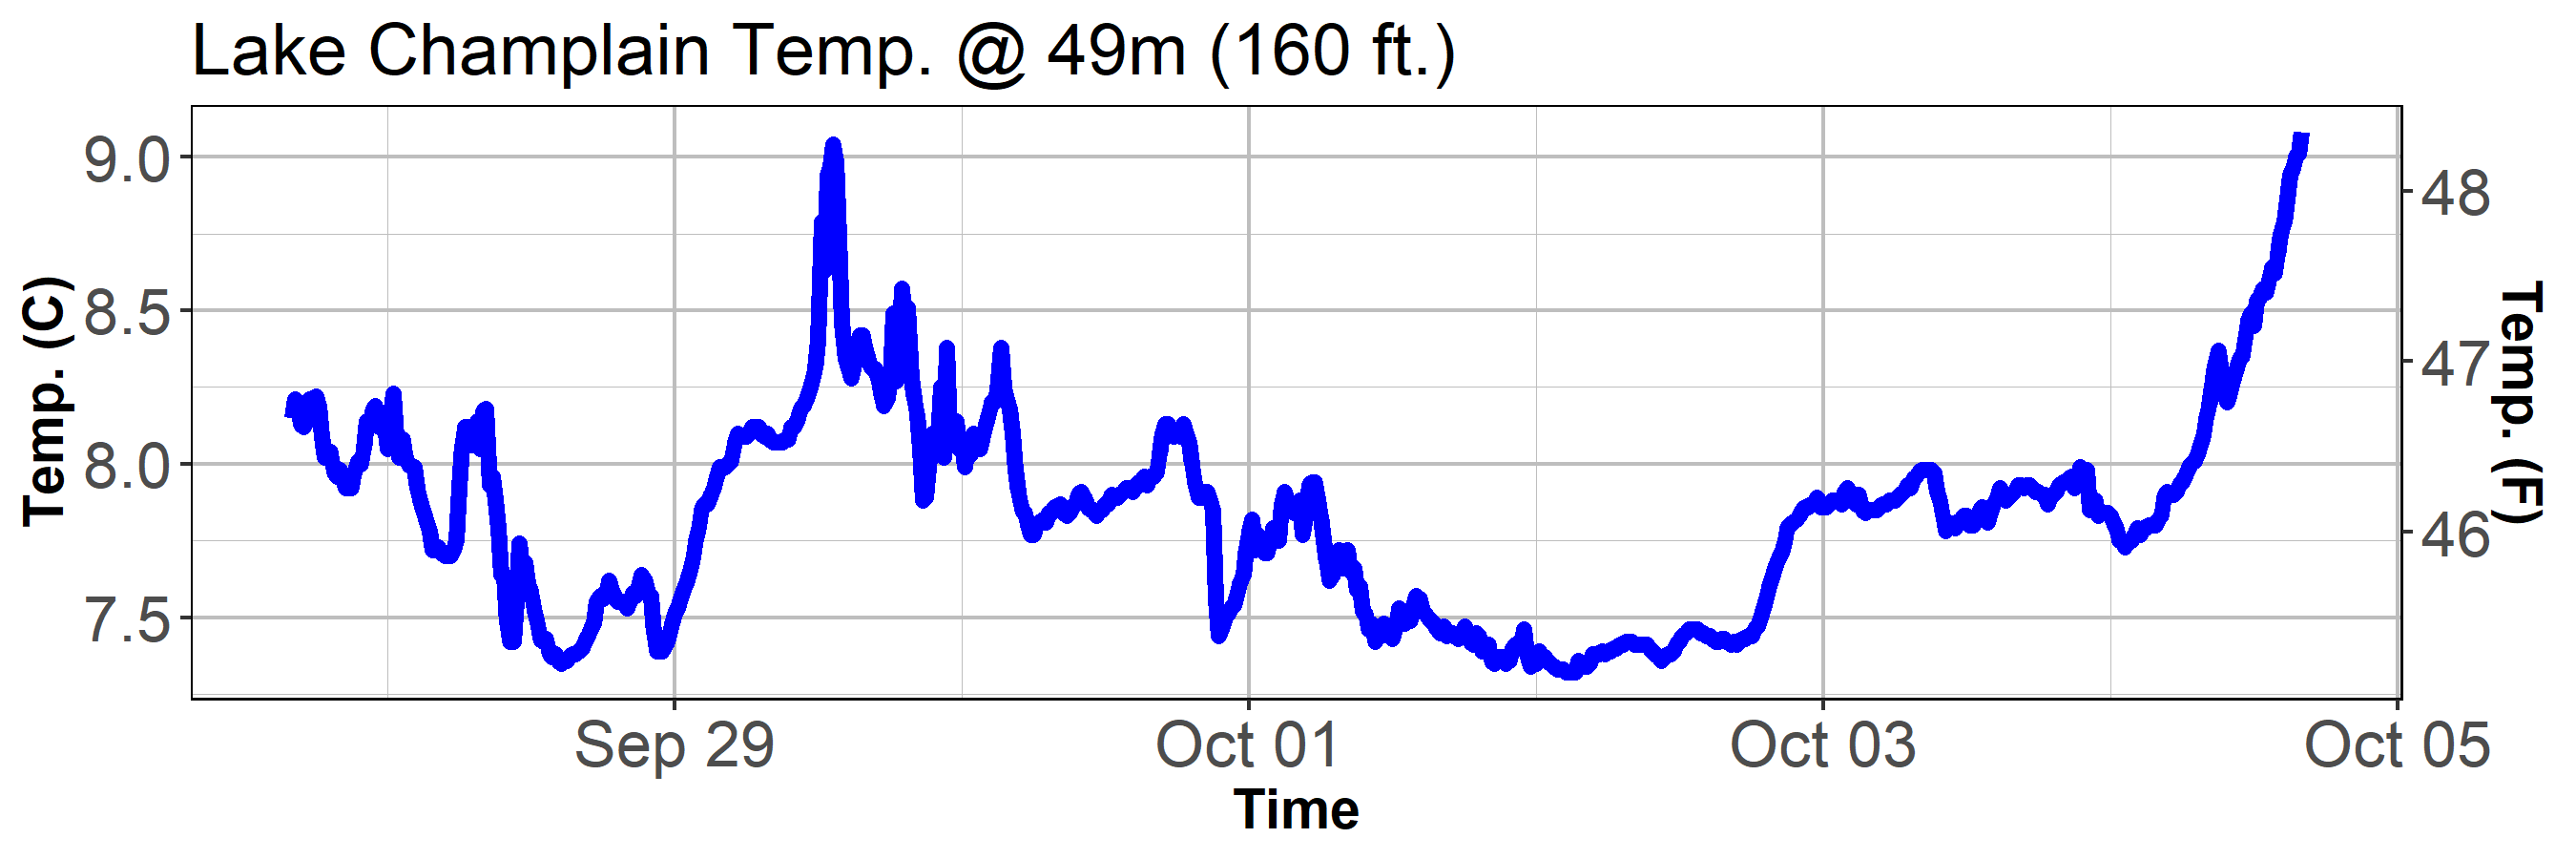 Lake Champlain Temp. @ 49m (160 ft.)
Temp. (C)
9.0
8.5
8.0
7.5
48
47
46
Temp. (F)
Sep 29
Oct 01
Oct 03
Oct 05
Time